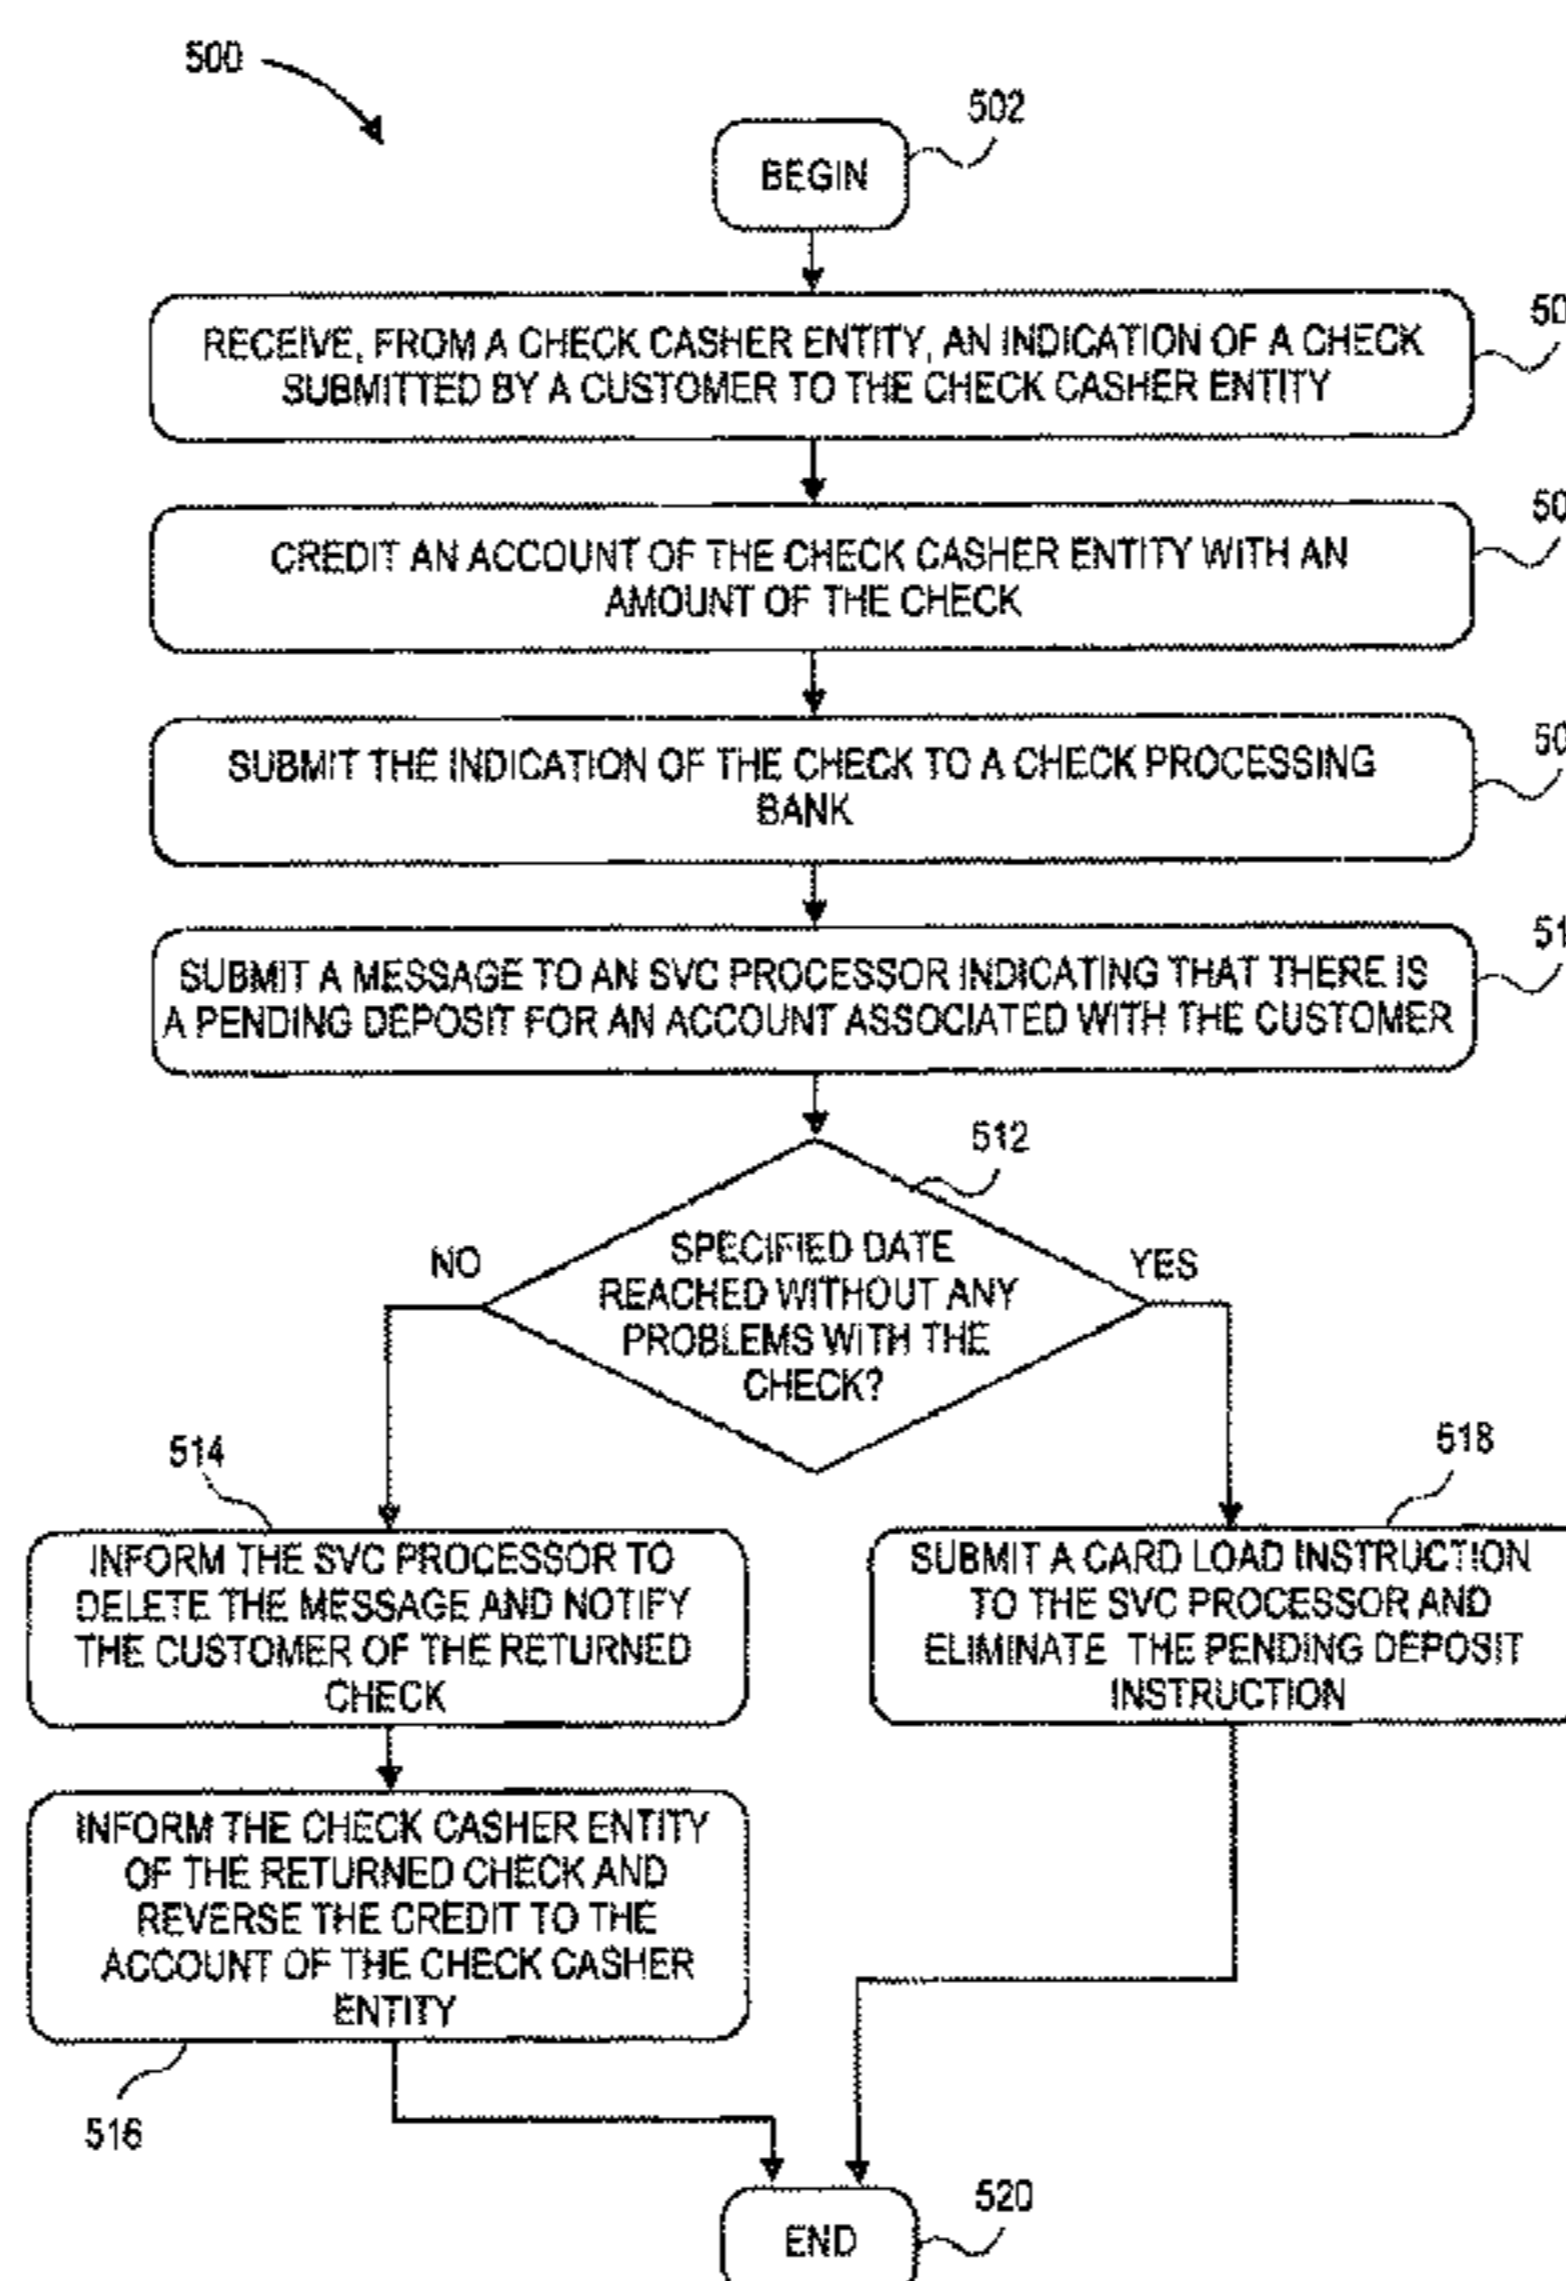 500
502
BEGIN
RECEIVE, FROM A CHECK CASHER ENTITY, AN INDICATION OF A CHECK
SUBMITTED BY A CUSTOMER TO THE CHECK CASHER ENTITY
CREDIT AN ACCOUNT OF THE CHECK CASHER ENTITY WITH AN
AMOUNT OF THE CHECK
SUBMIT THE INDICATION OF THE CHECK TO A CHECK PROCESSING
BANK
SUBMIT A MESSAGE TO AN SVC PROCESSOR INDICATING THAT THERE IS
A PENDING DEPOSIT FOR AN ACCOUNT ASSOCIATED WITH THE CUSTOMER
512
SPECIFIED DATE
REACHED WITHOUT ANY
PROBLEMS WITH THE
CHECK?
NO
YES
514
INFORM THE SVC PROCESSOR TO
DELETE THE MESSAGE AND NOTIFY
THE CUSTOMER OF THE RETURNED
CHECK
518
SUBMIT A CARD LOAD INSTRUCTION
TO THE SVC PROCESSOR AND
ELIMINATE THE PENDING DEPOSIT
INSTRUCTION
INFORM THE CHECK CASHER ENTITY
OF THE RETURNED CHECK AND
REVERSE THE CREDIT TO THE
ACCOUNT OF THE CHECK CASHER
ENTITY
516
520
END